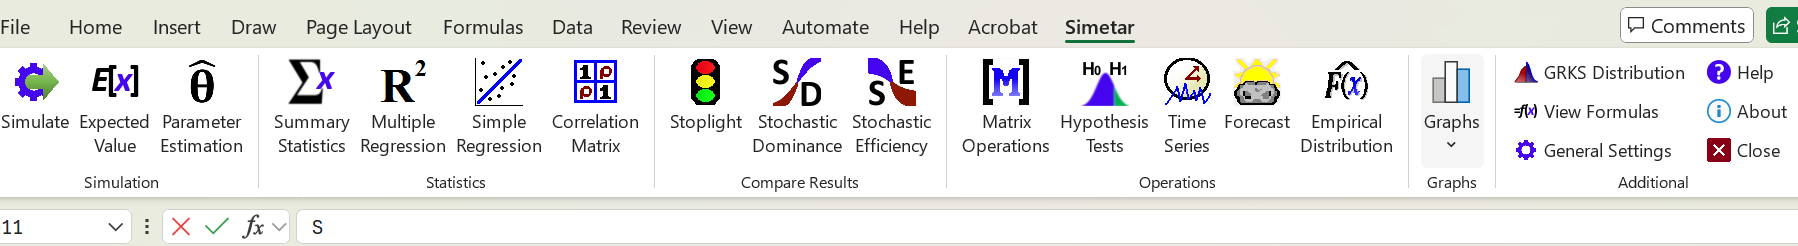 File Home Insert Draw Page Layout Formulas Data Review View Automate Help Acrobat Simetar Comments
E[x] θ̂ Σx R² 1 ρ ρ 1 S D S E [M] H₀ H₁ F̂(x)
Simulate Expected Value
Parameter Estimation
Simulation
Summary Statistics
Multiple Regression
Simple Regression
Correlation Matrix
Statistics
Stoplight
Stochastic Dominance
Stochastic Efficiency
Compare Results
Matrix Operations
Hypothesis Tests
Time Series
Forecast
Empirical Distribution
Operations
Graphs
Graphs
GRKS Distribution
=f(x) View Formulas
General Settings
? Help
i About
Close
Additional
11 fx S